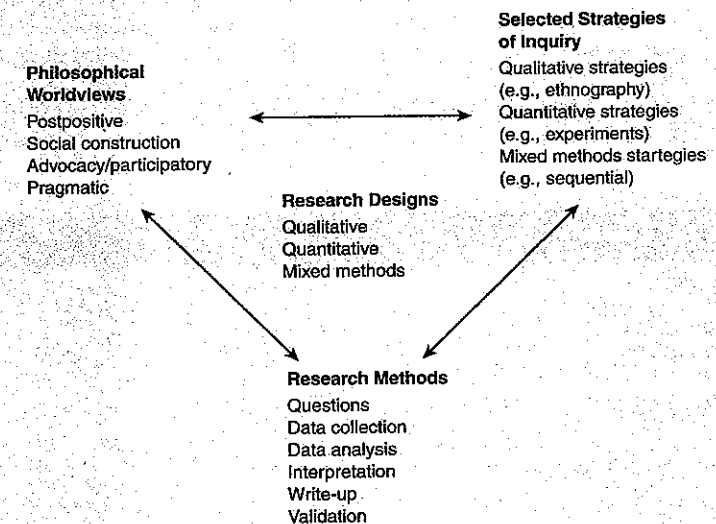 Philosophical
Worldviews
Postpositive
Social construction
Advocacy/participatory
Pragmatic
Selected Strategies
of Inquiry
Qualitative strategies
(e.g., ethnography)
Quantitative strategies
(e.g., experiments)
Mixed methods startegies
(e.g., sequential)
Research Designs
Qualitative
Quantitative
Mixed methods
Research Methods
Questions
Data collection
Data analysis
Interpretation
Write-up
Validation